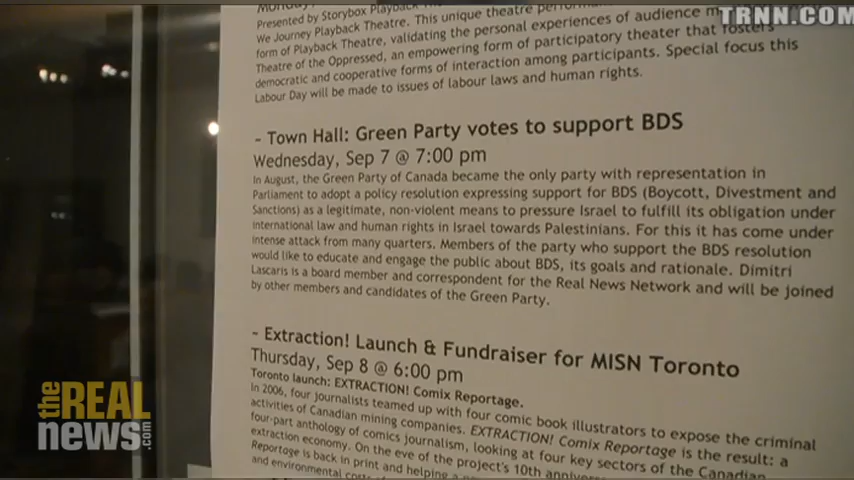 TRNN.COM
Presented by Storybox Playback
We Journey Playback Theatre. This unique theatre
form of Playback Theatre, validating the personal experiences of audience
Theatre of the Oppressed, an empowering form of participatory theater that fosters
democratic and cooperative forms of interaction among participants. Special focus this
Labour Day will be made to issues of labour laws and human rights.
- Town Hall: Green Party votes to support BDS
Wednesday, Sep 7 @ 7:00 pm
In August, the Green Party of Canada became the only party with representation in
Parliament to adopt a policy resolution expressing support for BDS (Boycott, Divestment and
Sanctions) as a legitimate, non-violent means to pressure Israel to fulfill its obligation under
international law and human rights in Israel towards Palestinians. For this it has come under
intense attack from many quarters. Members of the party who support the BDS resolution
would like to educate and engage the public about BDS, its goals and rationale. Dimitri
Lascaris is a board member and correspondent for the Real News Network and will be joined
by other members and candidates of the Green Party.
- Extraction! Launch & Fundraiser for MISN Toronto
Thursday, Sep 8 @ 6:00 pm
Toronto launch: EXTRACTION! Comix Reportage.
In 2006, four journalists teamed up with four comic book illustrators to expose the criminal
activities of Canadian mining companies. EXTRACTION! Comix Reportage is the result: a
four-part anthology of comics journalism, looking at four key sectors of the Canadian
extraction economy. On the eve of the project's 10th
Reportage is back in print and helping a
and environmental
the REAL
news.com